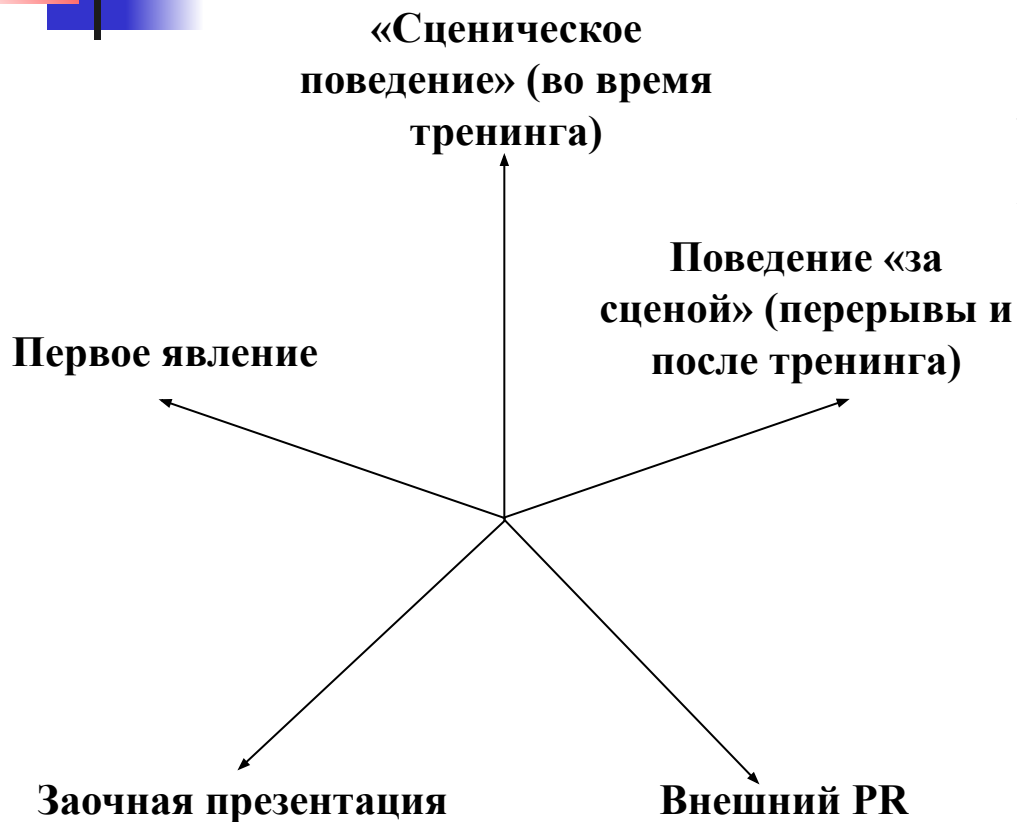 «Сценическое
поведение» (во время
тренинга)
Поведение «за
сценой» (перерывы и
после тренинга)
Первое явление
Заочная презентация
Внешний PR